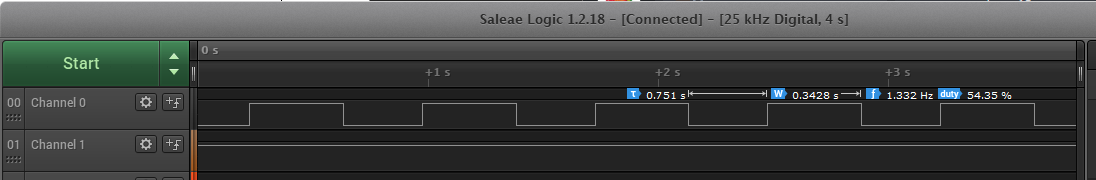 Saleae Logic 1.2.18 - [Connected] - [25 kHz Digital, 4 s]
Start
0 s
+1 s +2 s +3 s
T 0.751 s W 0.3428 s f 1.332 Hz duty 54.35 %
00 Channel 0
01 Channel 1